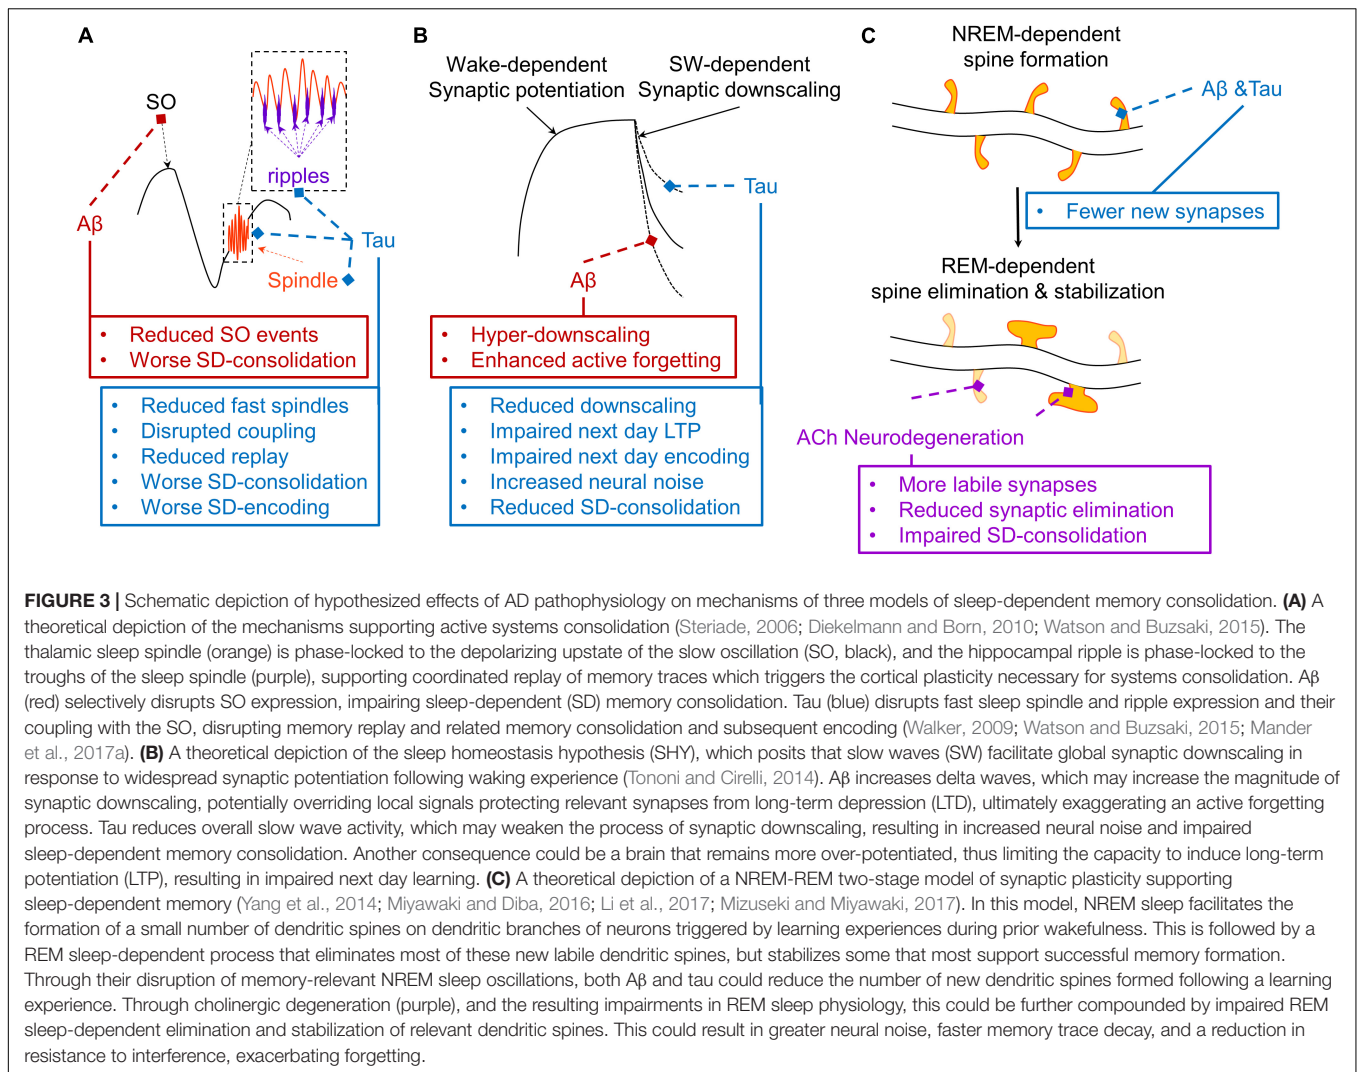 A
SO
ripples
Aβ
Tau
Spindle
• Reduced SO events
• Worse SD-consolidation
• Reduced fast spindles
• Disrupted coupling
• Reduced replay
• Worse SD-consolidation
• Worse SD-encoding
B
Wake-dependent
Synaptic potentiation
SW-dependent
Synaptic downscaling
Tau
Aβ
• Hyper-downscaling
• Enhanced active forgetting
• Reduced downscaling
• Impaired next day LTP
• Impaired next day encoding
• Increased neural noise
• Reduced SD-consolidation
C
NREM-dependent
spine formation
Aβ &Tau
• Fewer new synapses
REM-dependent
spine elimination & stabilization
ACh Neurodegeneration
• More labile synapses
• Reduced synaptic elimination
• Impaired SD-consolidation
FIGURE 3 | Schematic depiction of hypothesized effects of AD pathophysiology on mechanisms of three models of sleep-dependent memory consolidation. (A) A
theoretical depiction of the mechanisms supporting active systems consolidation (Steriade, 2006; Diekelmann and Born, 2010; Watson and Buzsaki, 2015). The
thalamic sleep spindle (orange) is phase-locked to the depolarizing upstate of the slow oscillation (SO, black), and the hippocampal ripple is phase-locked to the
troughs of the sleep spindle (purple), supporting coordinated replay of memory traces which triggers the cortical plasticity necessary for systems consolidation. Aβ
(red) selectively disrupts SO expression, impairing sleep-dependent (SD) memory consolidation. Tau (blue) disrupts fast sleep spindle and ripple expression and their
coupling with the SO, disrupting memory replay and related memory consolidation and subsequent encoding (Walker, 2009; Watson and Buzsaki, 2015; Mander
et al., 2017a). (B) A theoretical depiction of the sleep homeostasis hypothesis (SHY), which posits that slow waves (SW) facilitate global synaptic downscaling in
response to widespread synaptic potentiation following waking experience (Tononi and Cirelli, 2014). Aβ increases delta waves, which may increase the magnitude of
synaptic downscaling, potentially overriding local signals protecting relevant synapses from long-term depression (LTD), ultimately exaggerating an active forgetting
process. Tau reduces overall slow wave activity, which may weaken the process of synaptic downscaling, resulting in increased neural noise and impaired
sleep-dependent memory consolidation. Another consequence could be a brain that remains more over-potentiated, thus limiting the capacity to induce long-term
potentiation (LTP), resulting in impaired next day learning. (C) A theoretical depiction of a NREM-REM two-stage model of synaptic plasticity supporting
sleep-dependent memory (Yang et al., 2014; Miyawaki and Diba, 2016; Li et al., 2017; Mizuseki and Miyawaki, 2017). In this model, NREM sleep facilitates the
formation of a small number of dendritic spines on dendritic branches of neurons triggered by learning experiences during prior wakefulness. This is followed by a
REM sleep-dependent process that eliminates most of these new labile dendritic spines, but stabilizes some that most support successful memory formation.
Through their disruption of memory-relevant NREM sleep oscillations, both Aβ and tau could reduce the number of new dendritic spines formed following a learning
experience. Through cholinergic degeneration (purple), and the resulting impairments in REM sleep physiology, this could be further compounded by impaired REM
sleep-dependent elimination and stabilization of relevant dendritic spines. This could result in greater neural noise, faster memory trace decay, and a reduction in
resistance to interference, exacerbating forgetting.